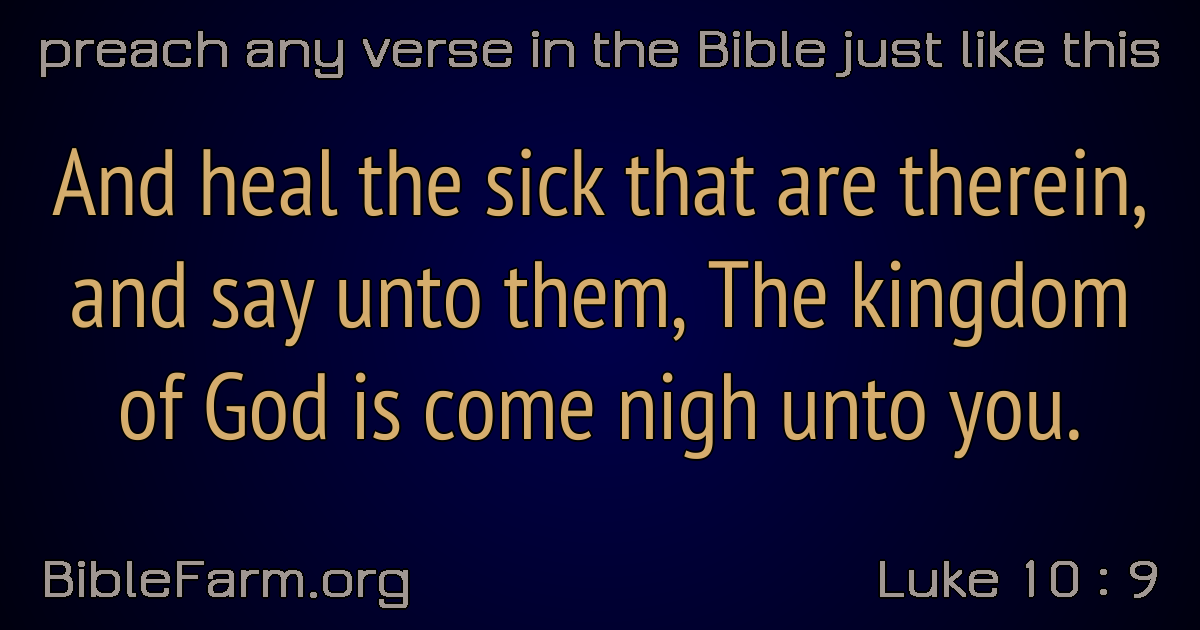 preach any verse in the Bible just like this
And heal the sick that are therein,
and say unto them, The kingdom
of God is come nigh unto you.
BibleFarm.org
Luke 10 : 9